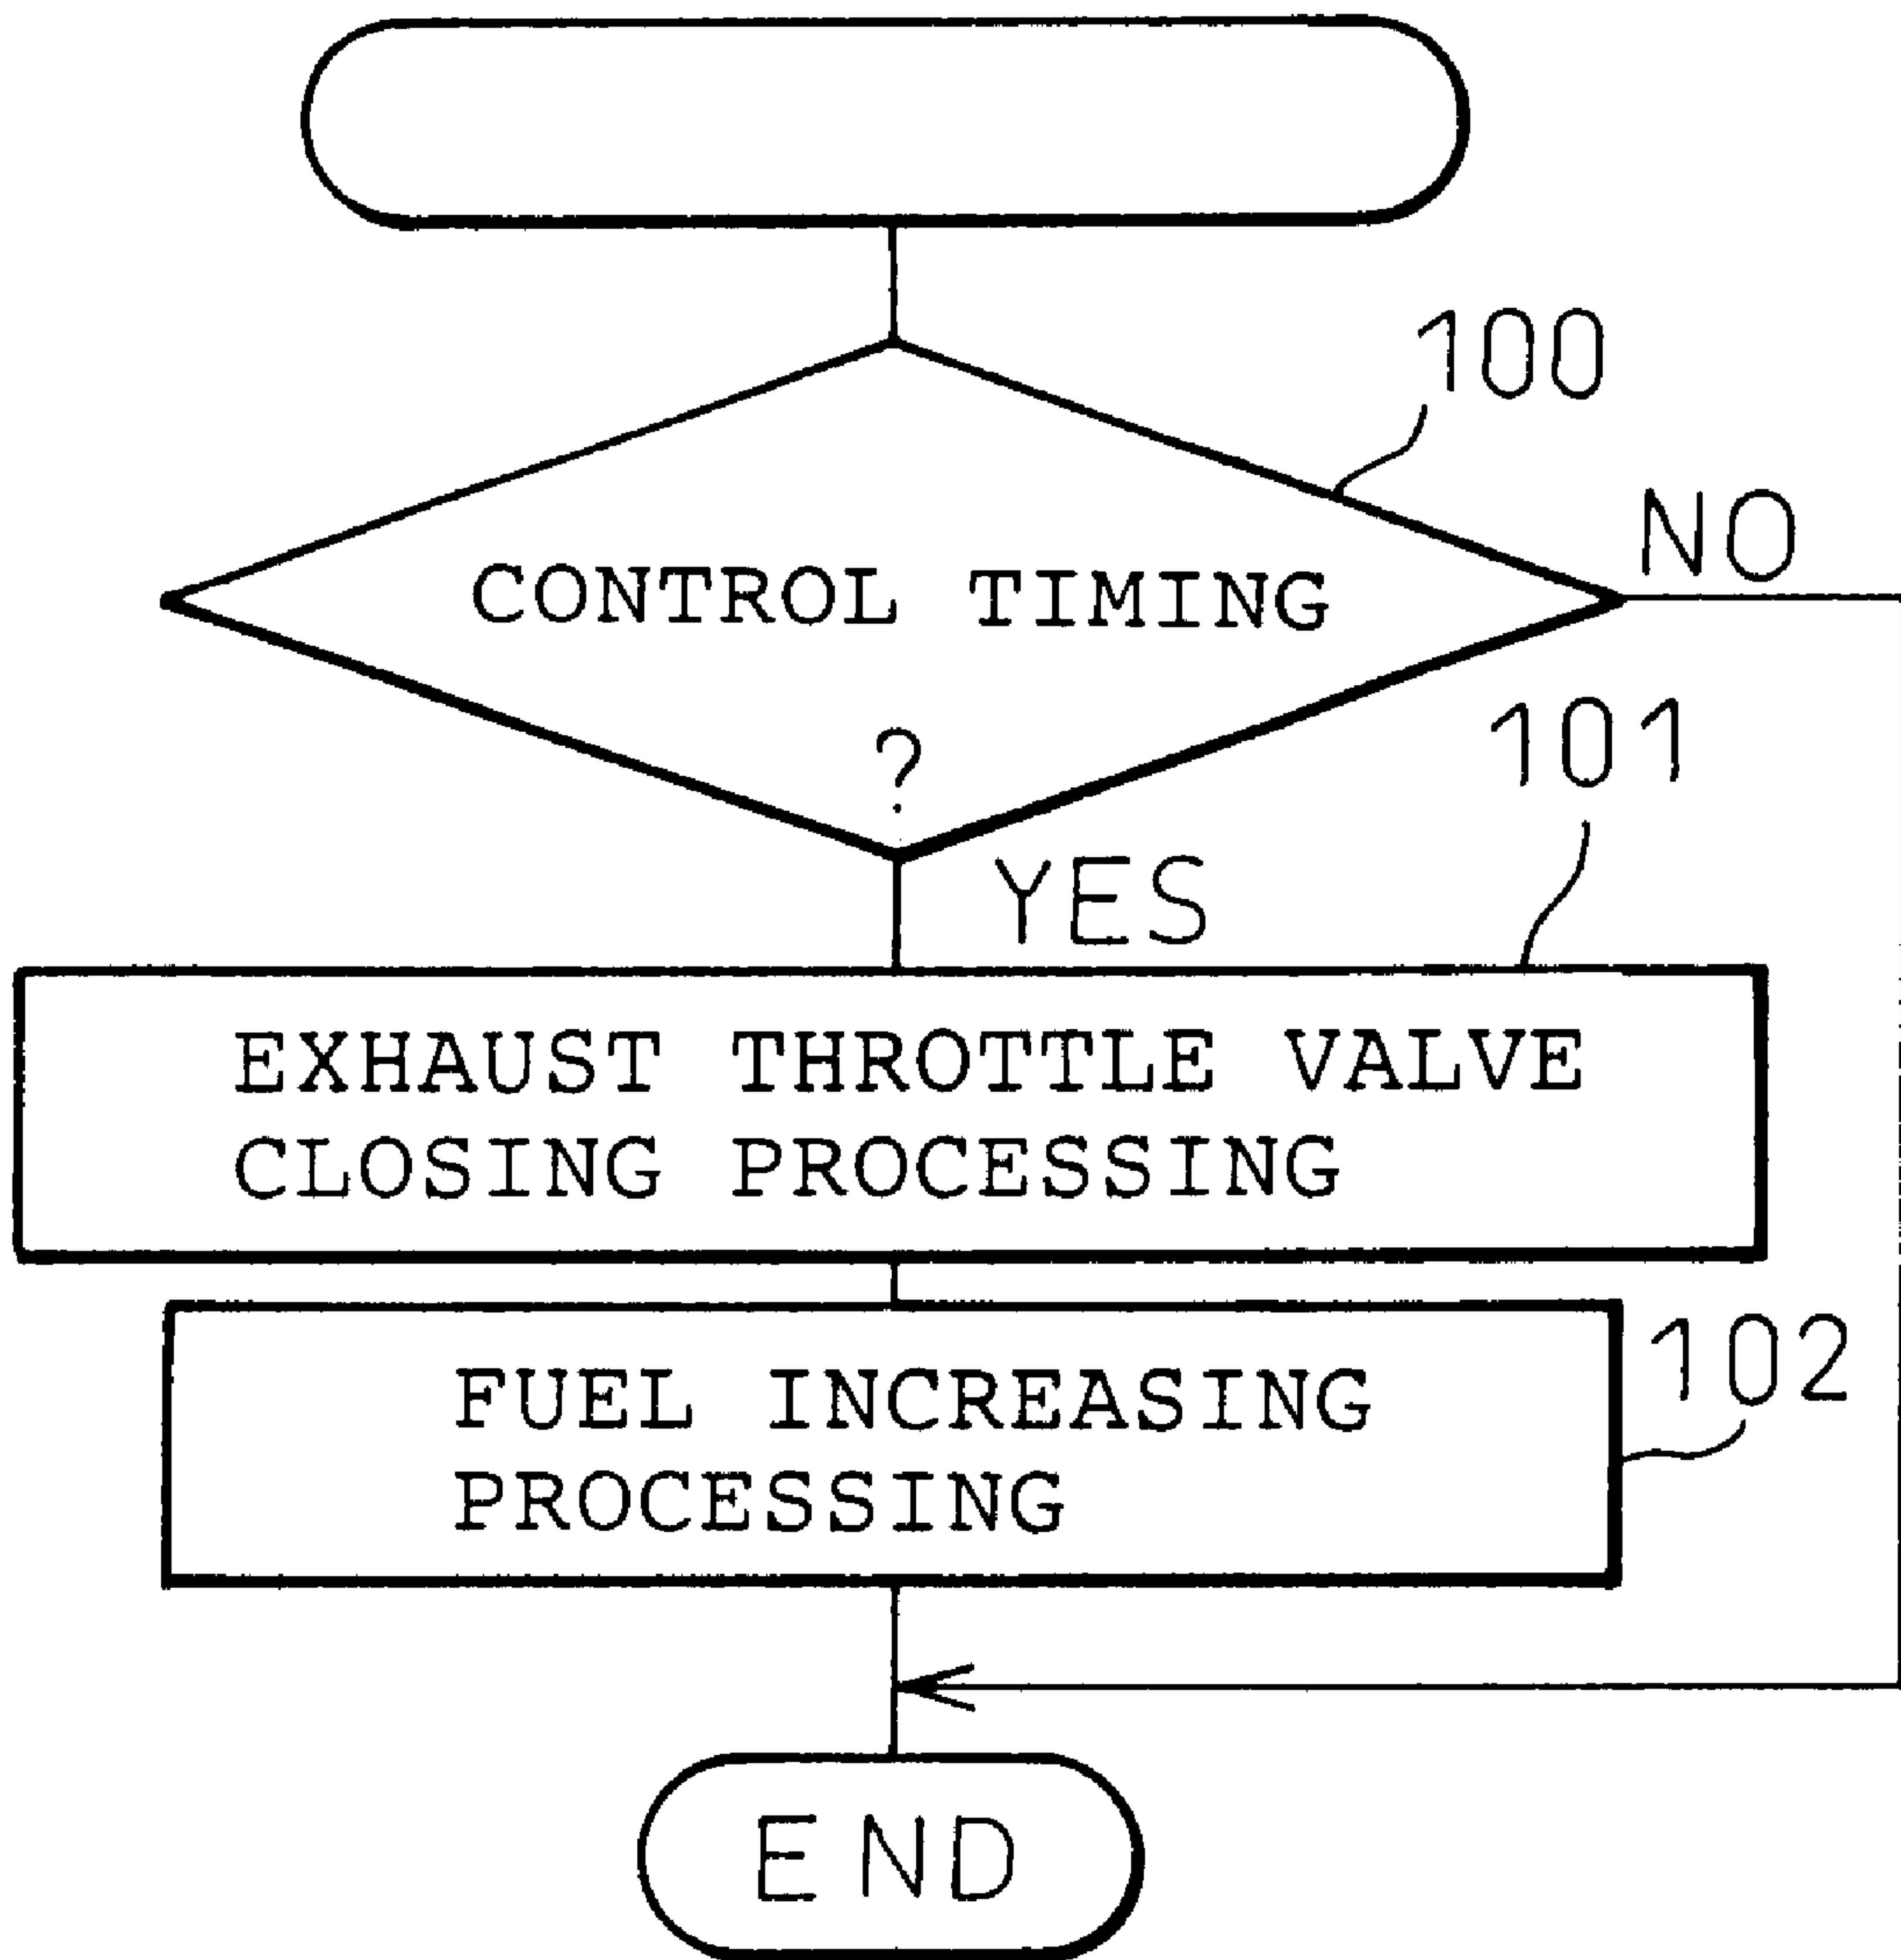 100
NO
CONTROL TIMING
?
YES
101
EXHAUST THROTTLE VALVE
CLOSING PROCESSING
102
FUEL INCREASING
PROCESSING
END